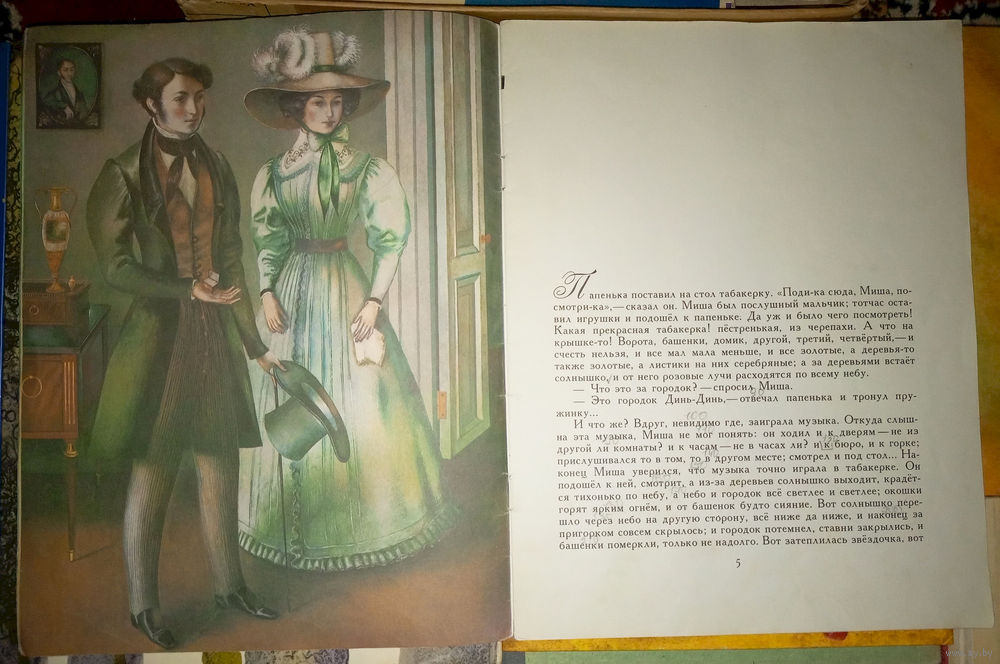 Папенька поставил на стол табакерку. «Поди-ка сюда, Миша, по-
смотри-ка»,— сказал он. Миша был послушный мальчик; тотчас оста-
вил игрушки и подошёл к папеньке. Да уж и было чего посмотреть!
Какая прекрасная табакерка! пёстренькая, из черепахи. А что на
крышке-то! Ворота, башенки, домик, другой, третий, четвёртый,— и
счесть нельзя, и все мал мала меньше, и все золотые, а деревья-то
также золотые, а листики на них серебряные; а за деревьями встаёт
солнышко, и от него розовые лучи расходятся по всему небу.
— Что это за городок? — спросил Миша.
— Это городок Динь-Динь,— отвечал папенька и тронул пру-
жинку...
И что же? Вдруг, невидимо где, заиграла музыка. Откуда слыш-
на эта музыка, Миша не мог понять: он ходил и к дверям — не из
другой ли комнаты? и к часам — не в часах ли? и к бюро, и к горке;
прислушивался то в том, то в другом месте; смотрел и под стол... На-
конец Миша уверился, что музыка точно играла в табакерке. Он
подошёл к ней, смотрит, а из-за деревьев солнышко выходит, крадёт-
ся тихонько по небу, а небо и городок всё светлее и светлее; окошки
горят ярким огнём, и от башенок будто сияние. Вот солнышко пере-
шло через небо на другую сторону, всё ниже да ниже, и наконец за
пригорком совсем скрылось; и городок потемнел, ставни закрылись, и
башенки померкли, только не надолго. Вот затеплилась звёздочка, вот
5